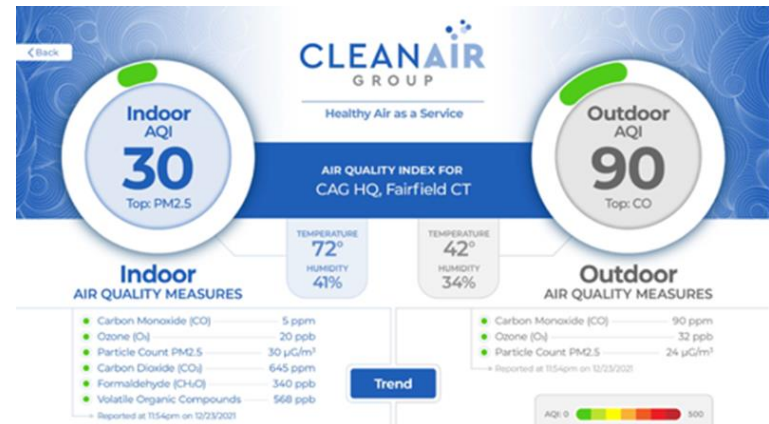 < Back
CLEANAIR
GROUP
Healthy Air as a Service
Indoor
AQI
30
Top: PM2.5
AIR QUALITY INDEX FOR
CAG HQ, Fairfield CT
Outdoor
AQI
90
Top: CO
TEMPERATURE
72°
HUMIDITY
41%
TEMPERATURE
42°
HUMIDITY
34%
Indoor
AIR QUALITY MEASURES
Carbon Monoxide (CO) 5 ppm
Ozone (O₃) 20 ppb
Particle Count PM2.5 30 µG/m³
Carbon Dioxide (CO₂) 645 ppm
Formaldehyde (CH₂O) 340 ppb
Volatile Organic Compounds 568 ppb
Reported at 11:54pm on 12/23/2021
Trend
Outdoor
AIR QUALITY MEASURES
Carbon Monoxide (CO) 90 ppm
Ozone (O₃) 32 ppb
Particle Count PM2.5 24 µG/m³
Reported at 11:54pm on 12/23/2021
AQI: 0 500